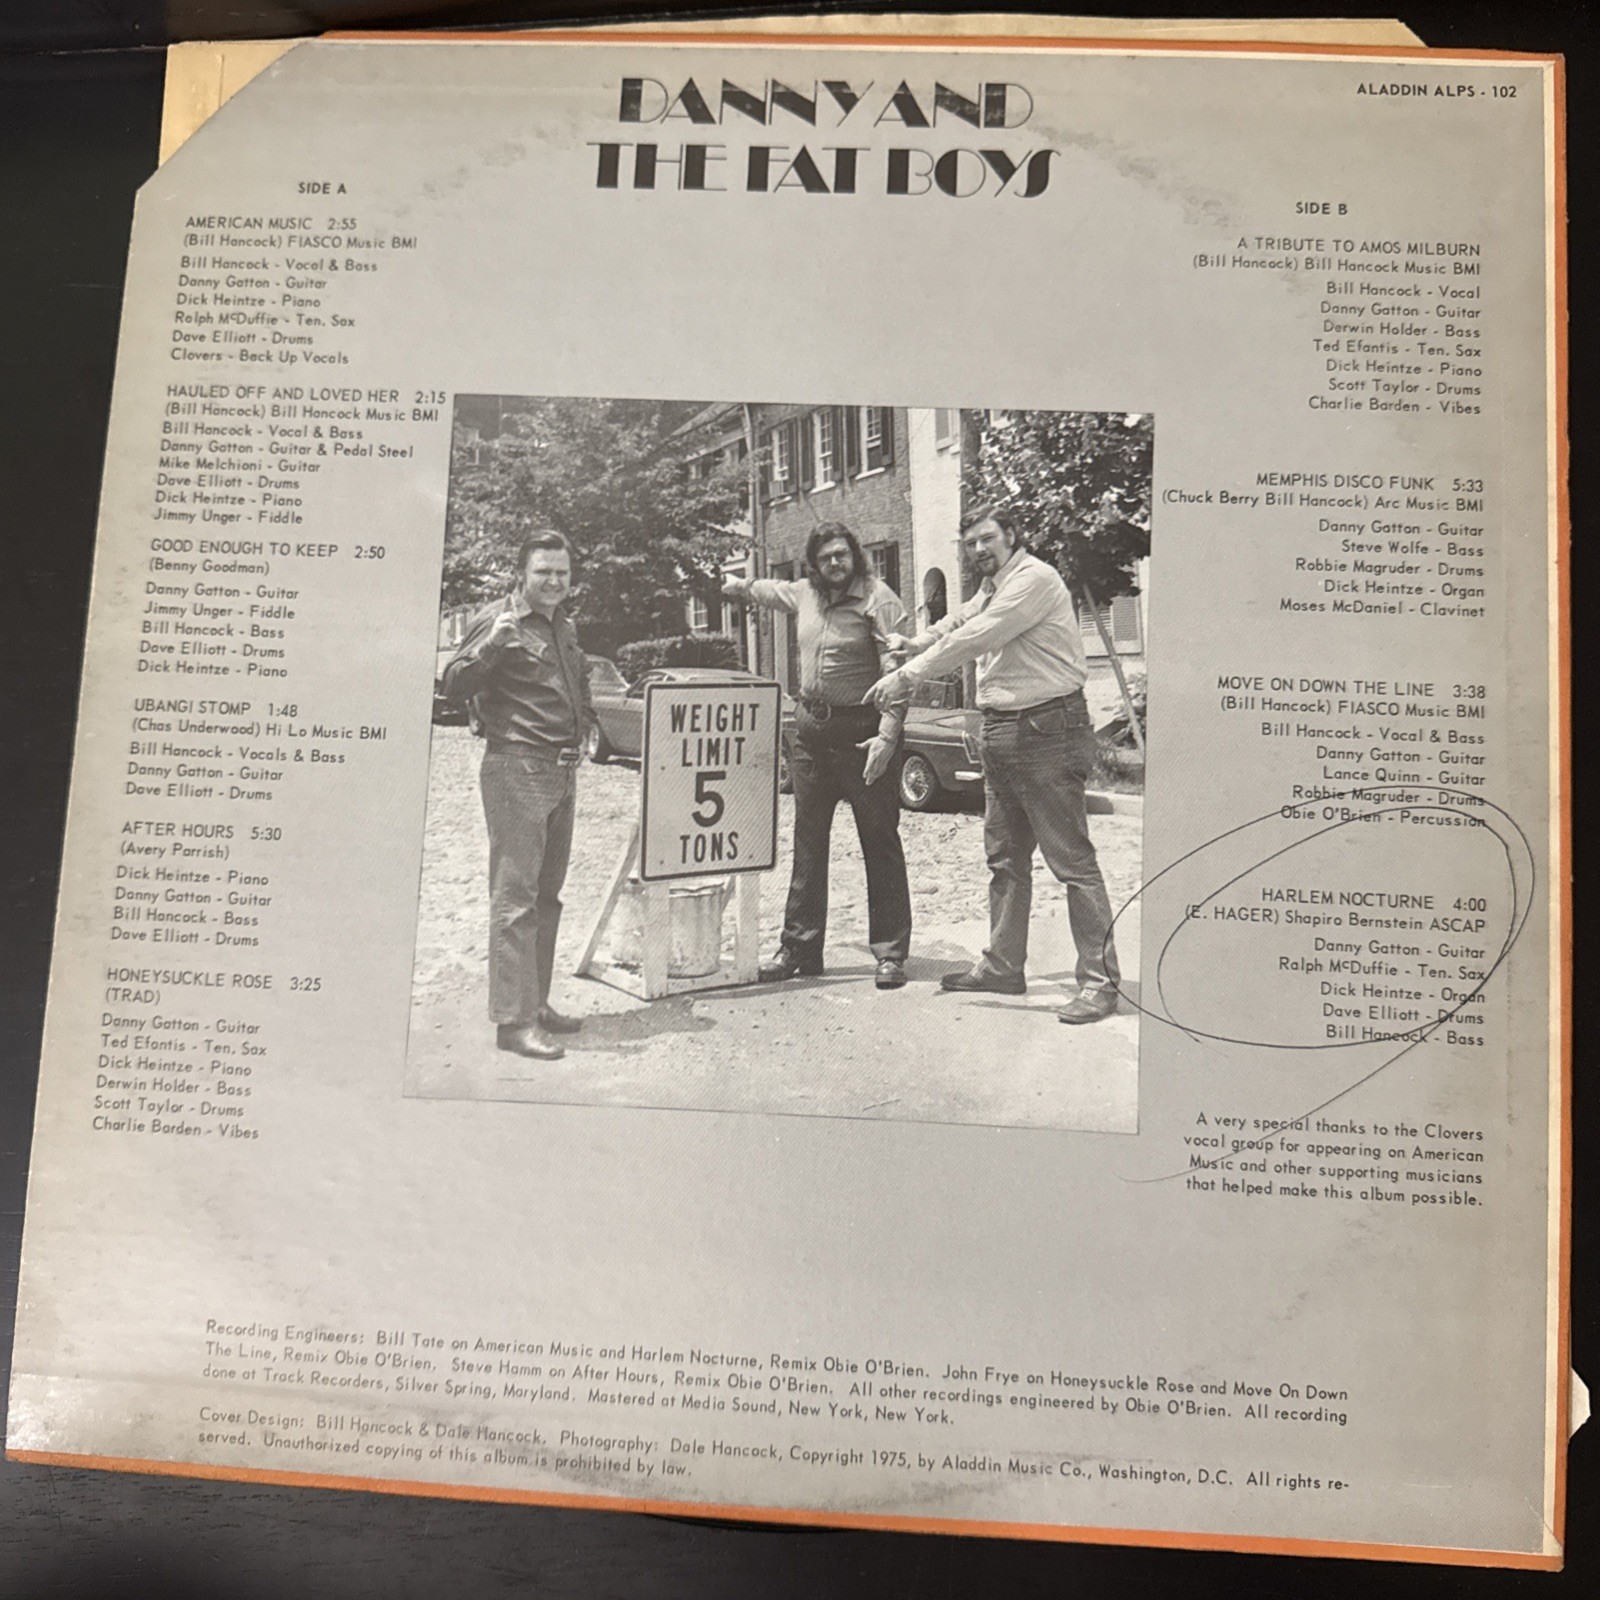 ALADDIN ALPS - 102
DANNY AND
THE FAT BOYS
SIDE A
AMERICAN MUSIC 2:55
(Bill Hancock) FIASCO Music BMI
Bill Hancock - Vocal & Bass
Danny Gatton - Guitar
Dick Heintze - Piano
Ralph McDuffie - Ten. Sax
Dave Elliott - Drums
Clovers - Back Up Vocals
HAULED OFF AND LOVED HER 2:15
(Bill Hancock) Bill Hancock Music BMI
Bill Hancock - Vocal & Bass
Danny Gatton - Guitar & Pedal Steel
Mike Melchioni - Guitar
Dave Elliott - Drums
Dick Heintze - Piano
Jimmy Unger - Fiddle
GOOD ENOUGH TO KEEP 2:50
(Benny Goodman)
Danny Gatton - Guitar
Jimmy Unger - Fiddle
Bill Hancock - Bass
Dave Elliott - Drums
Dick Heintze - Piano
UBANGI STOMP 1:48
(Chas Underwood) Hi Lo Music BMI
Bill Hancock - Vocals & Bass
Danny Gatton - Guitar
Dave Elliott - Drums
AFTER HOURS 5:30
(Avery Parrish)
Dick Heintze - Piano
Danny Gatton - Guitar
Bill Hancock - Bass
Dave Elliott - Drums
HONEYSUCKLE ROSE 3:25
(TRAD)
Danny Gatton - Guitar
Ted Efantis - Ten. Sax
Dick Heintze - Piano
Derwin Holder - Bass
Scott Taylor - Drums
Charlie Barden - Vibes
WEIGHT
LIMIT
5
TONS
SIDE B
A TRIBUTE TO AMOS MILBURN
(Bill Hancock) Bill Hancock Music BMI
Bill Hancock - Vocal
Danny Gatton - Guitar
Derwin Holder - Bass
Ted Efantis - Ten. Sax
Dick Heintze - Piano
Scott Taylor - Drums
Charlie Barden - Vibes
MEMPHIS DISCO FUNK 5:33
(Chuck Berry Bill Hancock) Arc Music BMI
Danny Gatton - Guitar
Steve Wolfe - Bass
Robbie Magruder - Drums
Dick Heintze - Organ
Moses McDaniel - Clavinet
MOVE ON DOWN THE LINE 3:38
(Bill Hancock) FIASCO Music BMI
Bill Hancock - Vocal & Bass
Danny Gatton - Guitar
Lance Quinn - Guitar
Robbie Magruder - Drums
Obie O'Brien - Percussion
HARLEM NOCTURNE 4:00
(E. HAGER) Shapiro Bernstein ASCAP
Danny Gatton - Guitar
Ralph McDuffie - Ten. Sax
Dick Heintze - Organ
Dave Elliott - Drums
Bill Hancock - Bass
A very special thanks to the Clovers
vocal group for appearing on American
Music and other supporting musicians
that helped make this album possible.
Recording Engineers: Bill Tate on American Music and Harlem Nocturne, Remix Obie O'Brien. John Frye on Honeysuckle Rose and Move On Down
The Line, Remix Obie O'Brien. Steve Hamm on After Hours, Remix Obie O'Brien. All other recordings engineered by Obie O'Brien. All recording
done at Track Recorders, Silver Spring, Maryland. Mastered at Media Sound, New York, New York.
Cover Design: Bill Hancock & Dale Hancock. Photography: Dale Hancock, Copyright 1975, by Aladdin Music Co., Washington, D.C. All rights re-
served. Unauthorized copying of this album is prohibited by law.